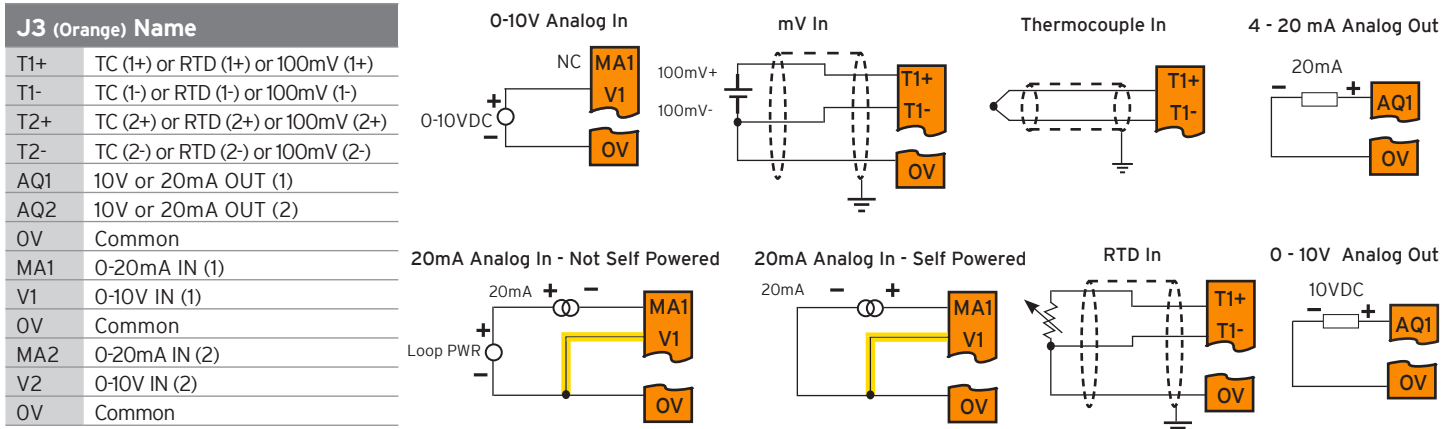 J3 (Orange) Name
T1+ TC (1+) or RTD (1+) or 100mV (1+)
T1- TC (1-) or RTD (1-) or 100mV (1-)
T2+ TC (2+) or RTD (2+) or 100mV (2+)
T2- TC (2-) or RTD (2-) or 100mV (2-)
AQ1 10V or 20mA OUT (1)
AQ2 10V or 20mA OUT (2)
0V Common
MA1 0-20mA IN (1)
V1 0-10V IN (1)
0V Common
MA2 0-20mA IN (2)
V2 0-10V IN (2)
0V Common
0-10V Analog In
NC
MA1
V1
+
0-10VDC
−
0V
mV In
100mV+
100mV-
T1+
T1-
0V
Thermocouple In
T1+
T1-
4 - 20 mA Analog Out
20mA
− +
AQ1
0V
20mA Analog In - Not Self Powered
20mA + −
MA1
V1
+
Loop PWR
−
0V
20mA Analog In - Self Powered
20mA − +
MA1
V1
0V
RTD In
T1+
T1-
0V
0 - 10V Analog Out
10VDC
− +
AQ1
0V